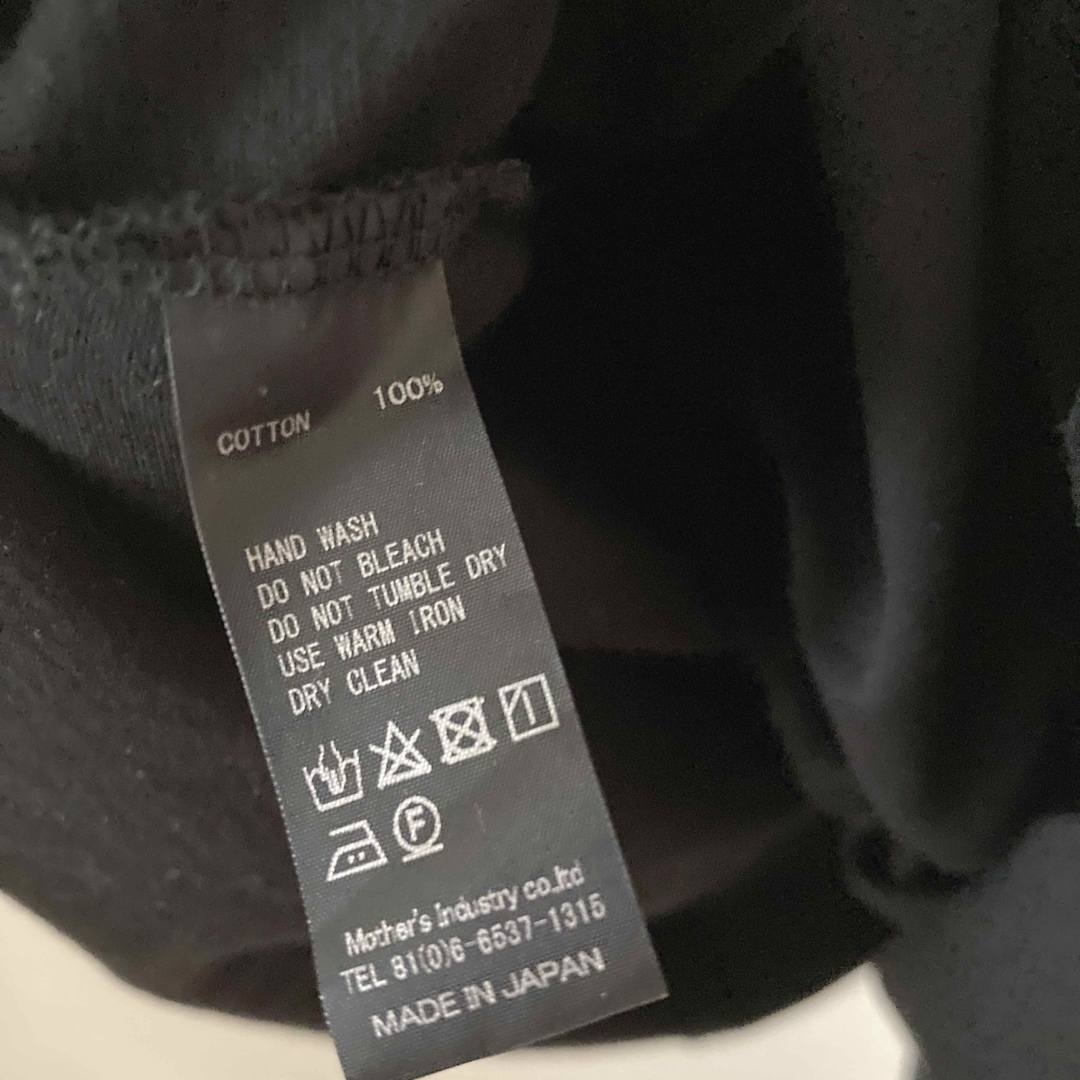 COTTON 100%
HAND WASH
DO NOT BLEACH
DO NOT TUMBLE DRY
USE WARM IRON
DRY CLEAN
F
Mother's Industry co.,ltd
TEL 81(0)6-6537-1315
MADE IN JAPAN